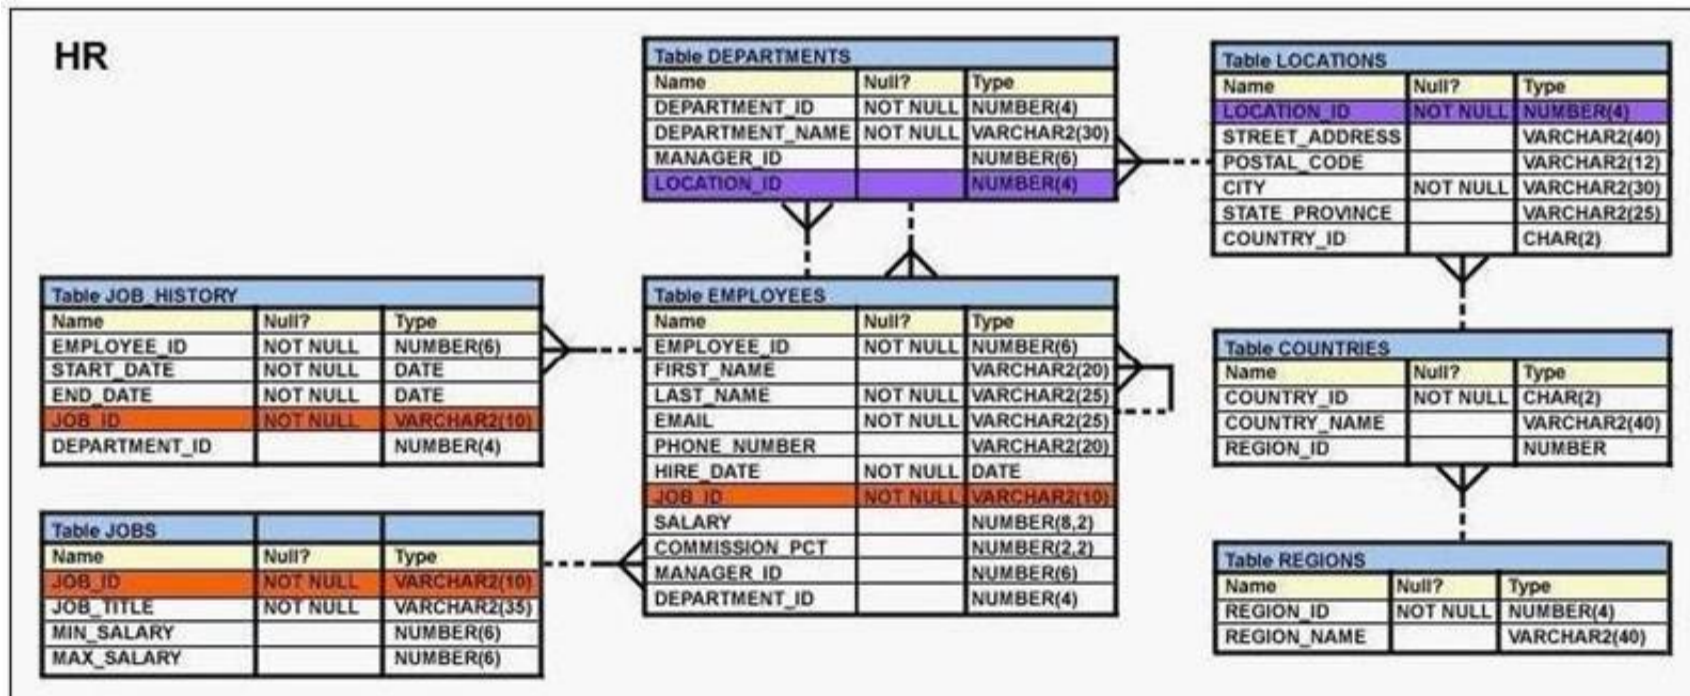 HR
Table DEPARTMENTS
Name Null? Type
DEPARTMENT_ID NOT NULL NUMBER(4)
DEPARTMENT_NAME NOT NULL VARCHAR2(30)
MANAGER_ID NUMBER(6)
LOCATION_ID NUMBER(4)
Table LOCATIONS
Name Null? Type
LOCATION_ID NOT NULL NUMBER(4)
STREET_ADDRESS VARCHAR2(40)
POSTAL_CODE VARCHAR2(12)
CITY NOT NULL VARCHAR2(30)
STATE_PROVINCE VARCHAR2(25)
COUNTRY_ID CHAR(2)
Table JOB_HISTORY
Name Null? Type
EMPLOYEE_ID NOT NULL NUMBER(6)
START_DATE NOT NULL DATE
END_DATE NOT NULL DATE
JOB_ID NOT NULL VARCHAR2(10)
DEPARTMENT_ID NUMBER(4)
Table EMPLOYEES
Name Null? Type
EMPLOYEE_ID NOT NULL NUMBER(6)
FIRST_NAME VARCHAR2(20)
LAST_NAME NOT NULL VARCHAR2(25)
EMAIL NOT NULL VARCHAR2(25)
PHONE_NUMBER VARCHAR2(20)
HIRE_DATE NOT NULL DATE
JOB_ID NOT NULL VARCHAR2(10)
SALARY NUMBER(8,2)
COMMISSION_PCT NUMBER(2,2)
MANAGER_ID NUMBER(6)
DEPARTMENT_ID NUMBER(4)
Table COUNTRIES
Name Null? Type
COUNTRY_ID NOT NULL CHAR(2)
COUNTRY_NAME VARCHAR2(40)
REGION_ID NUMBER
Table JOBS
Name Null? Type
JOB_ID NOT NULL VARCHAR2(10)
JOB_TITLE NOT NULL VARCHAR2(35)
MIN_SALARY NUMBER(6)
MAX_SALARY NUMBER(6)
Table REGIONS
Name Null? Type
REGION_ID NOT NULL NUMBER(4)
REGION_NAME VARCHAR2(40)